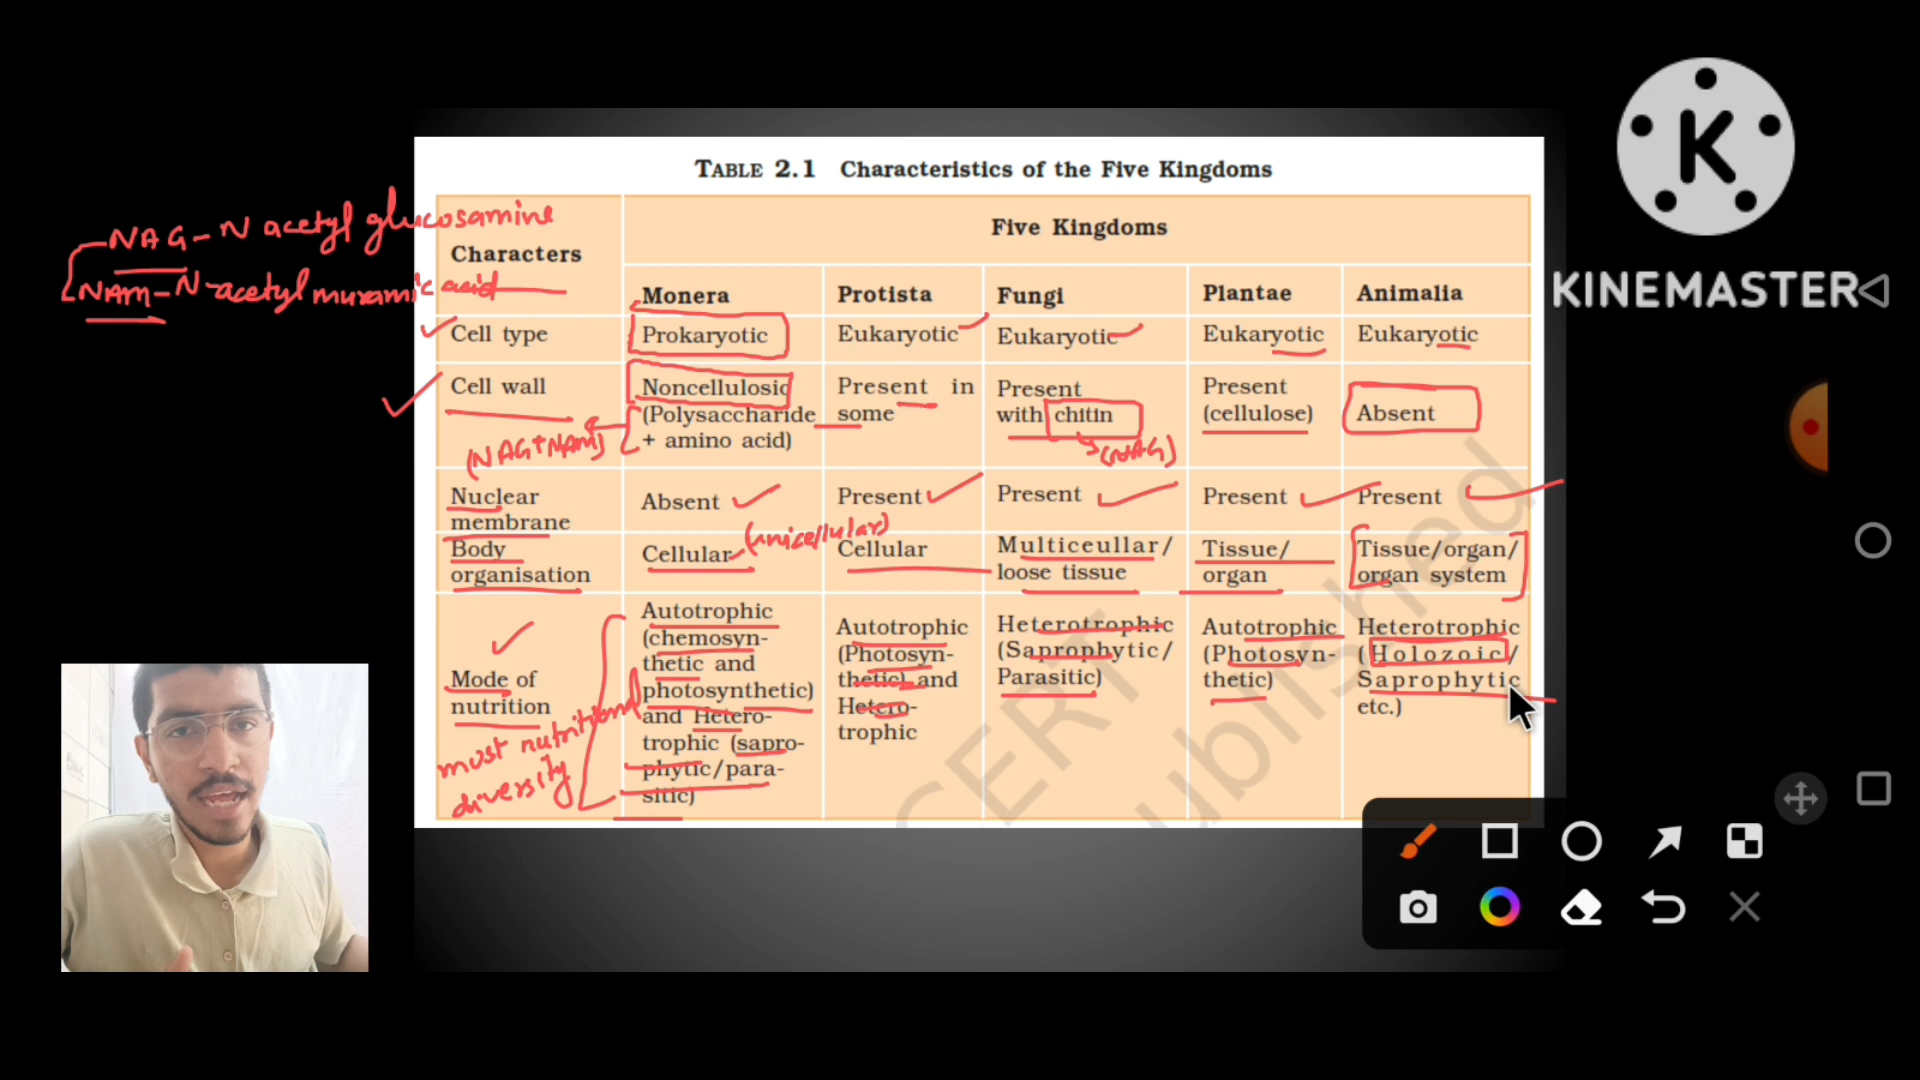 TABLE 2.1 Characteristics of the Five Kingdoms
NAG - N acetyl glucosamine
NAM - N-acetyl muramic acid
Characters
Five Kingdoms
Monera
Protista
Fungi
Plantae
Animalia
KINEMASTER
K
Cell type
Prokaryotic
Eukaryotic
Eukaryotic
Eukaryotic
Eukaryotic
Cell wall
Noncellulosic
(Polysaccharide
+ amino acid)
(NAG+NAM)
Present in
some
Present
with chitin
(NAG)
Present
(cellulose)
Absent
Nuclear
membrane
Absent
Present
Present
Present
Present
Body
organisation
Cellular
(unicellular)
Cellular
Multiceullar/
loose tissue
Tissue/
organ
Tissue/organ/
organ system
Mode of
nutrition
most nutritional
diversity
Autotrophic
(chemosyn-
thetic and
photosynthetic)
and Hetero-
trophic (sapro-
phytic/para-
sitic)
Autotrophic
(Photosyn-
thetic) and
Hetero-
trophic
Heterotrophic
(Saprophytic/
Parasitic)
Autotrophic
(Photosyn-
thetic)
Heterotrophic
(Holozoic/
Saprophytic
etc.)
CERT
ublished